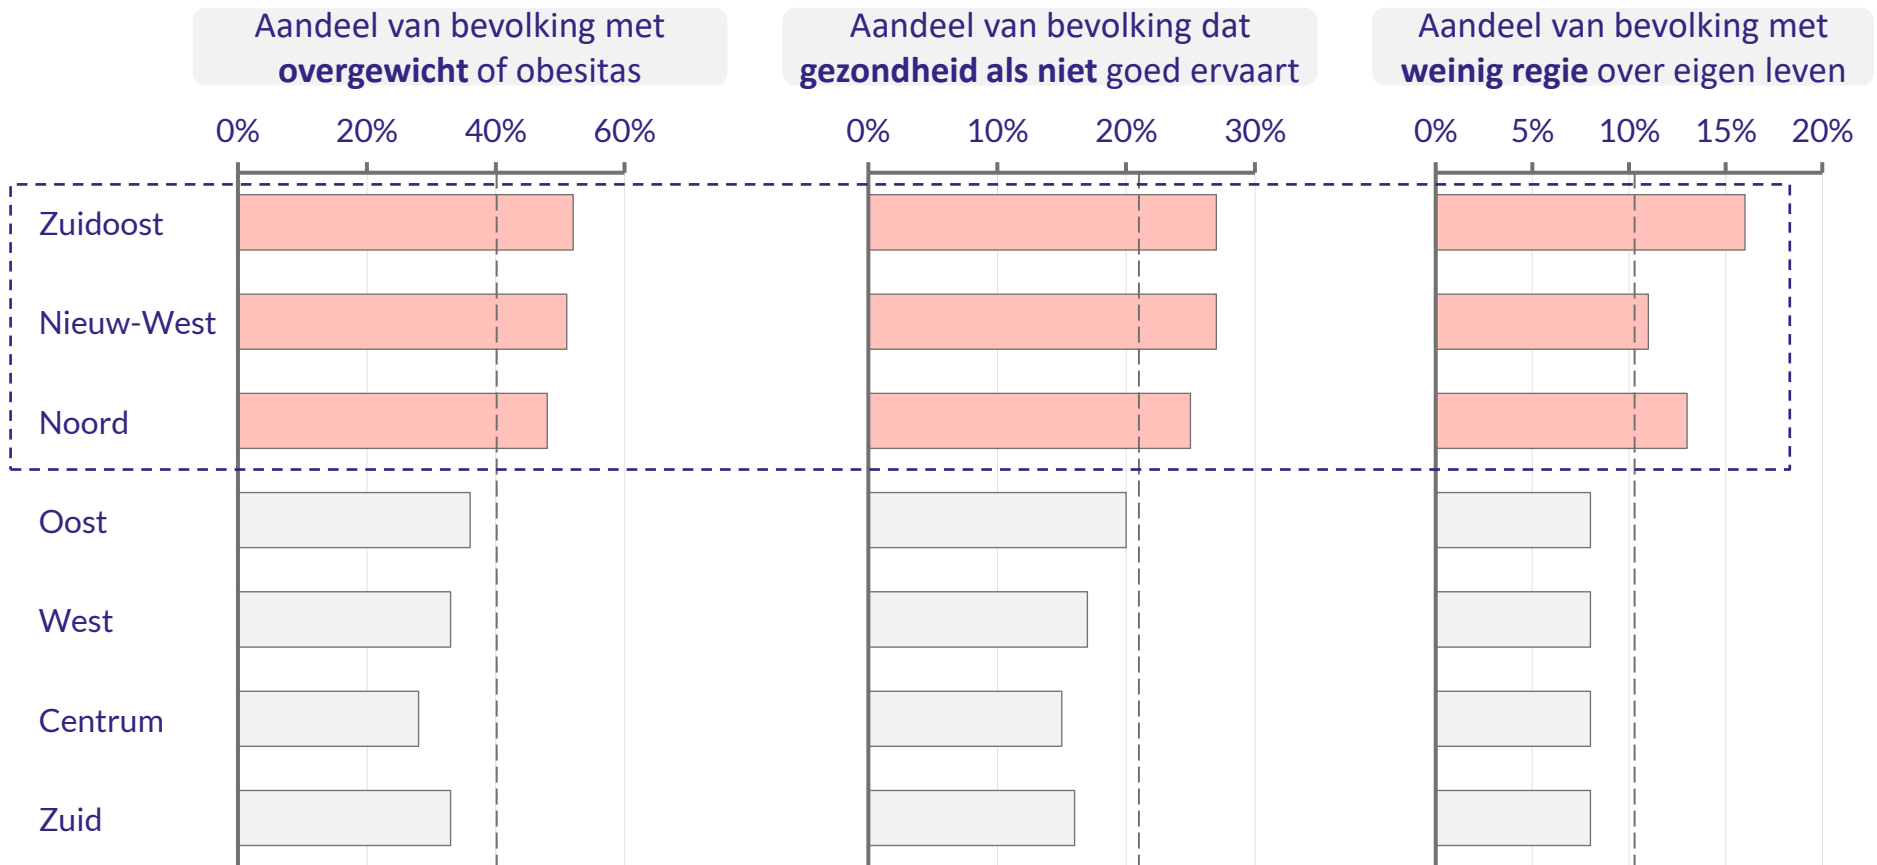 Aandeel van bevolking met
overgewicht of obesitas
Aandeel van bevolking dat
gezondheid als niet goed ervaart
Aandeel van bevolking met
weinig regie over eigen leven
0% 20% 40% 60%
0% 10% 20% 30%
0% 5% 10% 15% 20%
Zuidoost
Nieuw-West
Noord
Oost
West
Centrum
Zuid